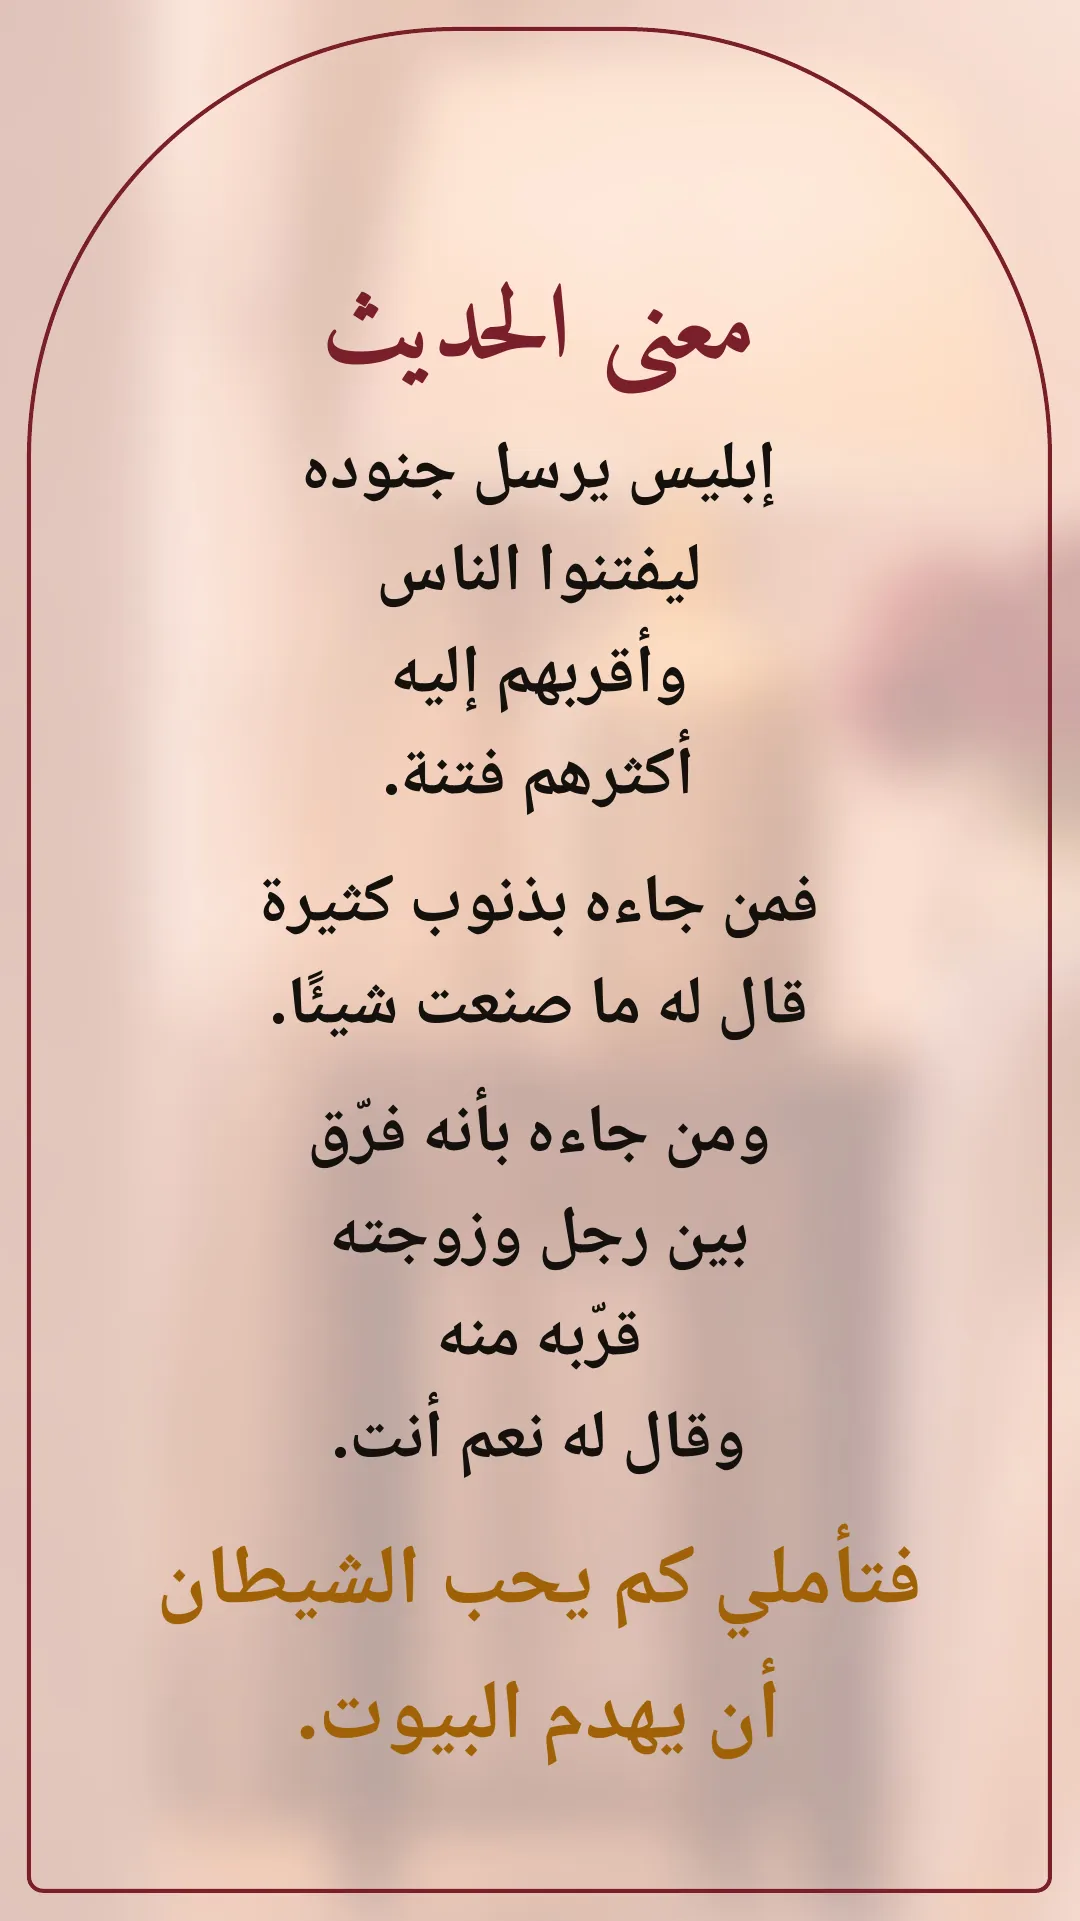 معنى الحديث
إبليس يرسل جنوده
ليفتنوا الناس
وأقربهم إليه
أكثرهم فتنة.
فمن جاءه بذنوب كثيرة
قال له ما صنعت شيئًا.
ومن جاءه بأنه فرّق
بين رجل وزوجته
قرّبه منه
وقال له نعم أنت.
فتأملي كم يحب الشيطان
أن يهدم البيوت.